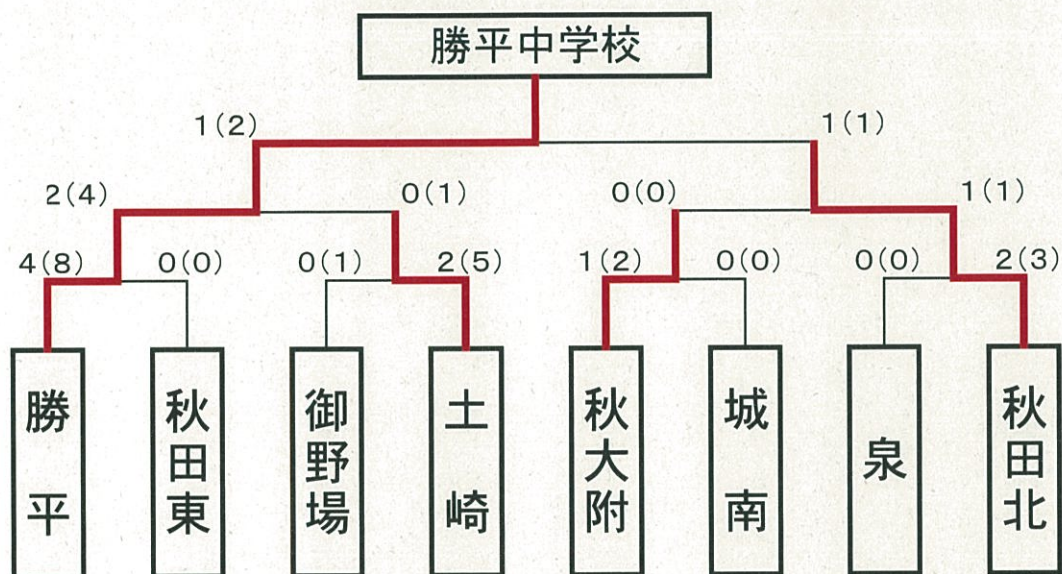 勝平中学校
1(2)
1(1)
2(4)
0(1)
0(0)
1(1)
4(8)
0(0)
0(1)
2(5)
1(2)
0(0)
0(0)
2(3)
勝平
秋田東
御野場
土崎
秋大附
城南
泉
秋田北